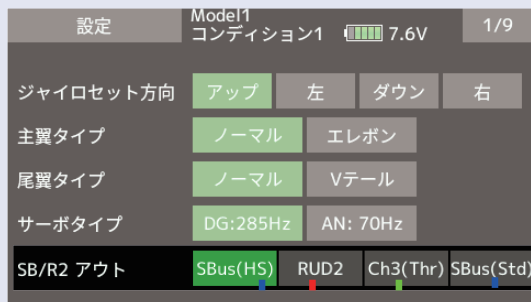 設定
Model1
コンディション1 7.6V
1/9
ジャイロセット方向 アップ 左 ダウン 右
主翼タイプ ノーマル エレボン
尾翼タイプ ノーマル Vテール
サーボタイプ DG:285Hz AN: 70Hz
SB/R2 アウト SBus(HS) RUD2 Ch3(Thr) SBus(Std)